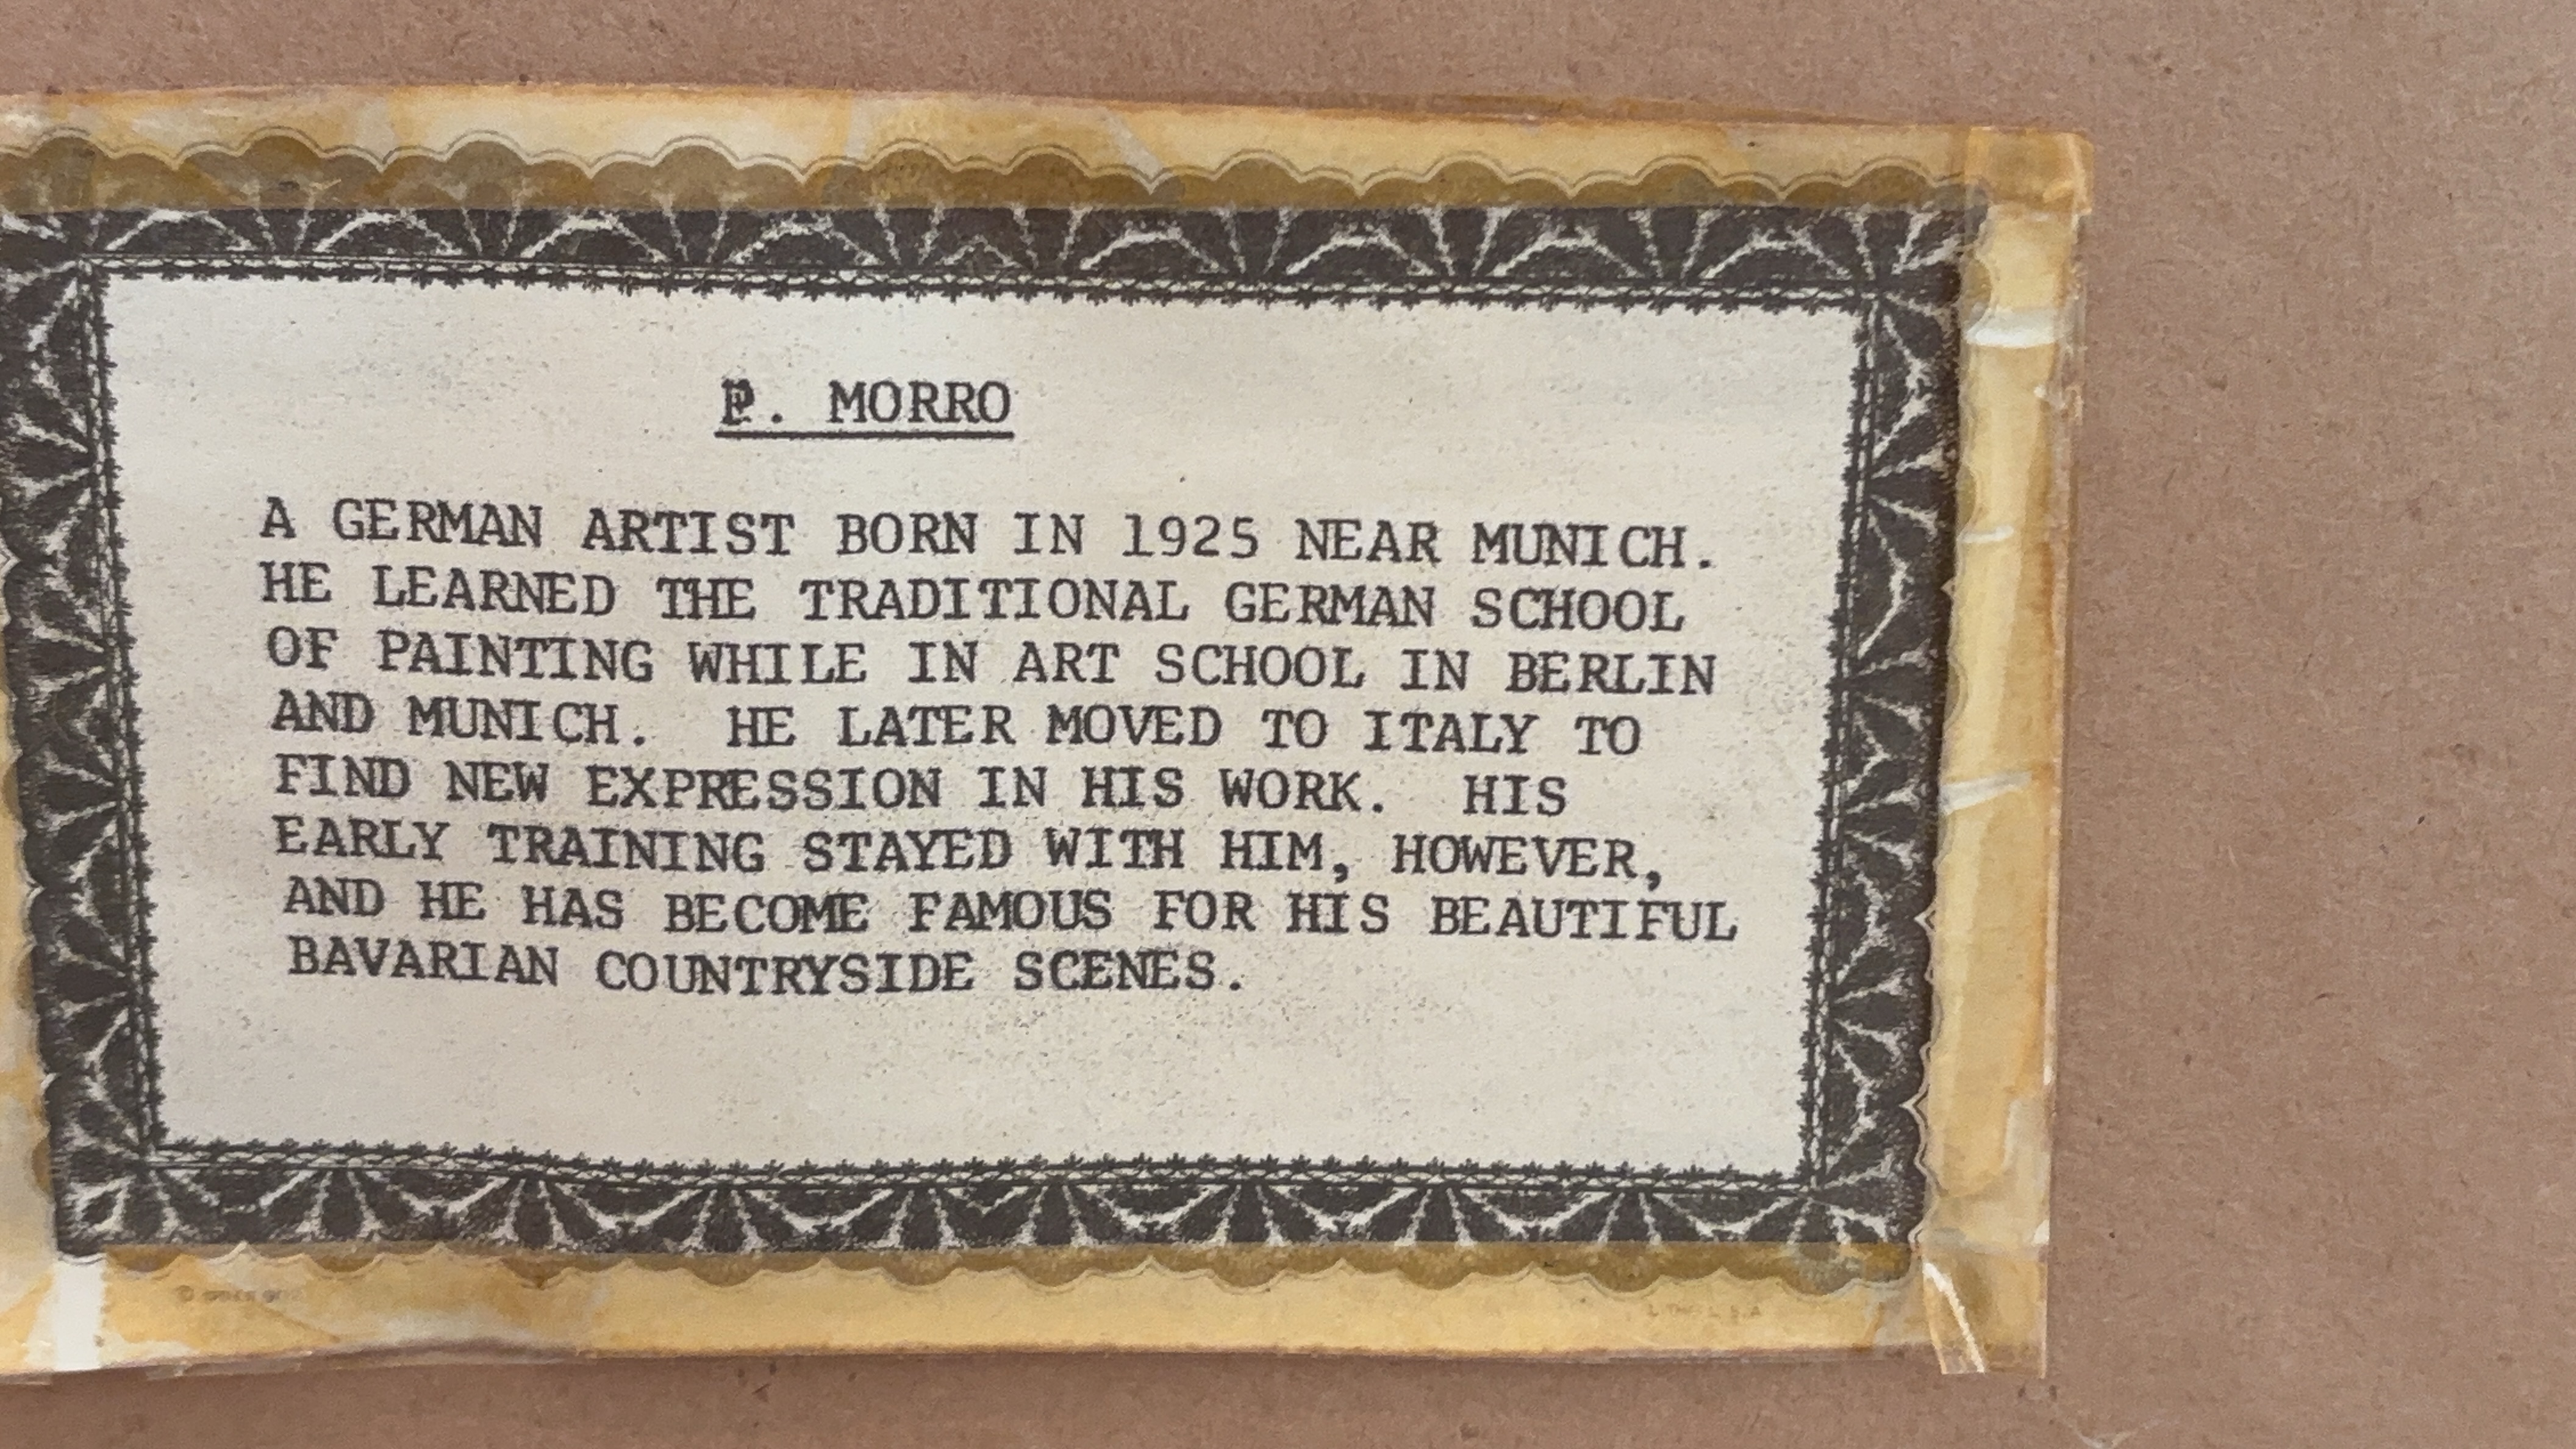 P. MORRO
A GERMAN ARTIST BORN IN 1925 NEAR MUNICH.
HE LEARNED THE TRADITIONAL GERMAN SCHOOL
OF PAINTING WHILE IN ART SCHOOL IN BERLIN
AND MUNICH. HE LATER MOVED TO ITALY TO
FIND NEW EXPRESSION IN HIS WORK. HIS
EARLY TRAINING STAYED WITH HIM, HOWEVER,
AND HE HAS BECOME FAMOUS FOR HIS BEAUTIFUL
BAVARIAN COUNTRYSIDE SCENES.